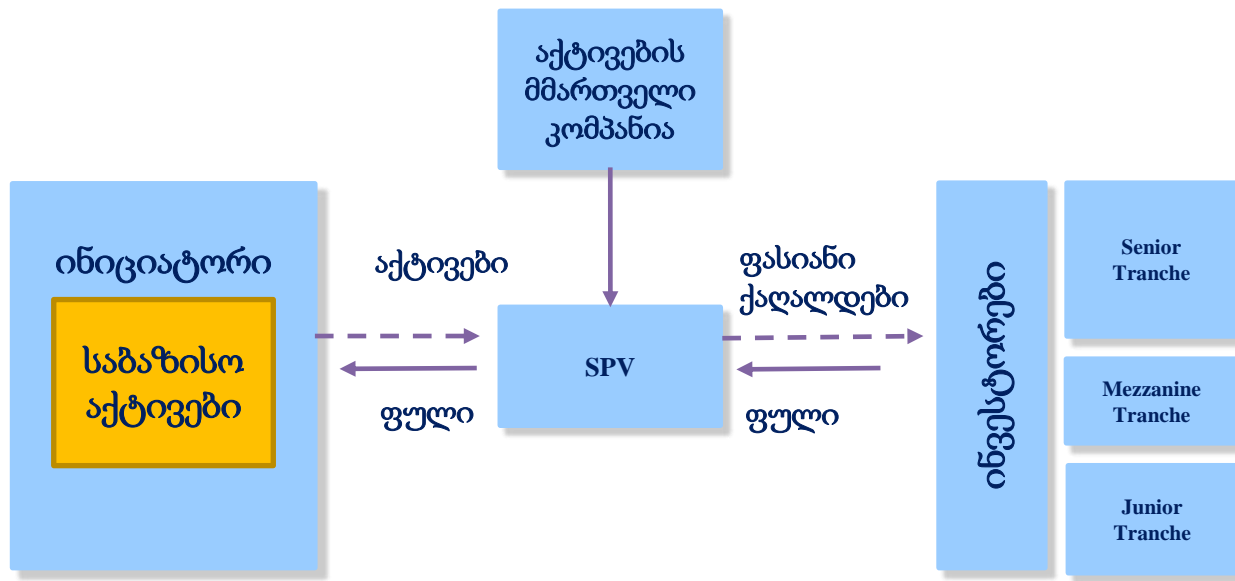 აქტივების
მმართველი
კომპანია
ინიციატორი
საბაზისო
აქტივები
აქტივები
ფული
SPV
ფასიანი
ქაღალდები
ფული
ინვესტორები
Senior
Tranche
Mezzanine
Tranche
Junior
Tranche